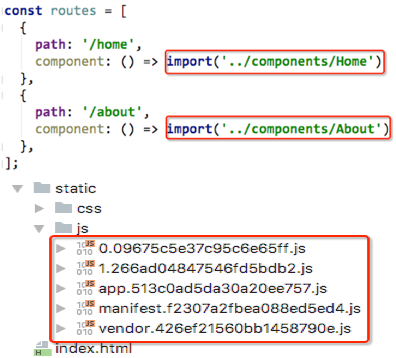 const routes = [
{
path: '/home',
component: () => import('../components/Home')
},
{
path: '/about',
component: () => import('../components/About')
},
];
static
css
js
0.09675c5e37c95c6e65ff.js
1.266ad04847546fd5bdb2.js
app.513c0ad5da30a20ee757.js
manifest.f2307a2fbea088ed5ed4.js
vendor.426ef21560bb1458790e.js
index.html